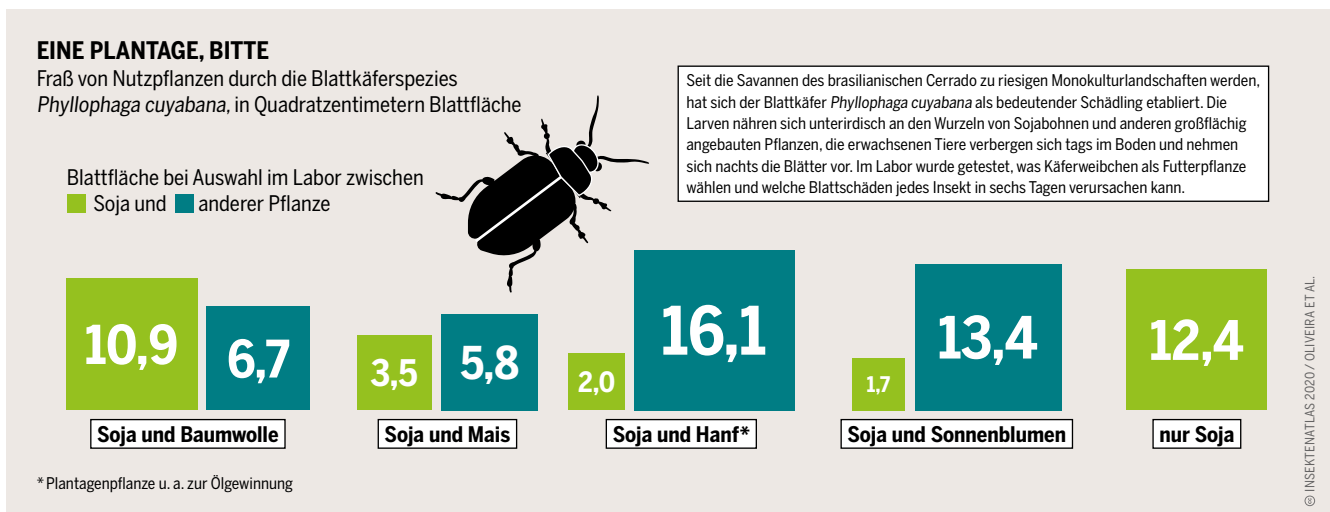 EINE PLANTAGE, BITTE
Fraß von Nutzpflanzen durch die Blattkäferspezies
Phyllophaga cuyabana, in Quadratzentimetern Blattfläche
Seit die Savannen des brasilianischen Cerrado zu riesigen Monokulturlandschaften werden,
hat sich der Blattkäfer Phyllophaga cuyabana als bedeutender Schädling etabliert. Die
Larven nähren sich unterirdisch an den Wurzeln von Sojabohnen und anderen großflächig
angebauten Pflanzen, die erwachsenen Tiere verbergen sich tags im Boden und nehmen
sich nachts die Blätter vor. Im Labor wurde getestet, was Käferweibchen als Futterpflanze
wählen und welche Blattschäden jedes Insekt in sechs Tagen verursachen kann.
Blattfläche bei Auswahl im Labor zwischen
Soja und anderer Pflanze
10,9
6,7
3,5
5,8
2,0
16,1
1,7
13,4
12,4
Soja und Baumwolle
Soja und Mais
Soja und Hanf*
Soja und Sonnenblumen
nur Soja
* Plantagenpflanze u. a. zur Ölgewinnung
INSEKTENATLAS 2020 / OLIVEIRA ET AL.